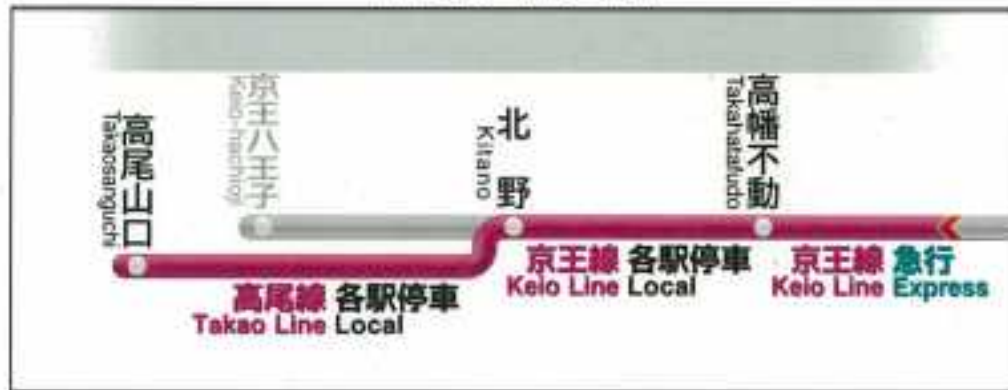 高尾山口
Takaosanguchi
京王八王子
Keio-hachioji
北野
Kitano
高幡不動
Takahatafudo
京王線 各駅停車
Keio Line Local
京王線 急行
Keio Line Express
高尾線 各駅停車
Takao Line Local